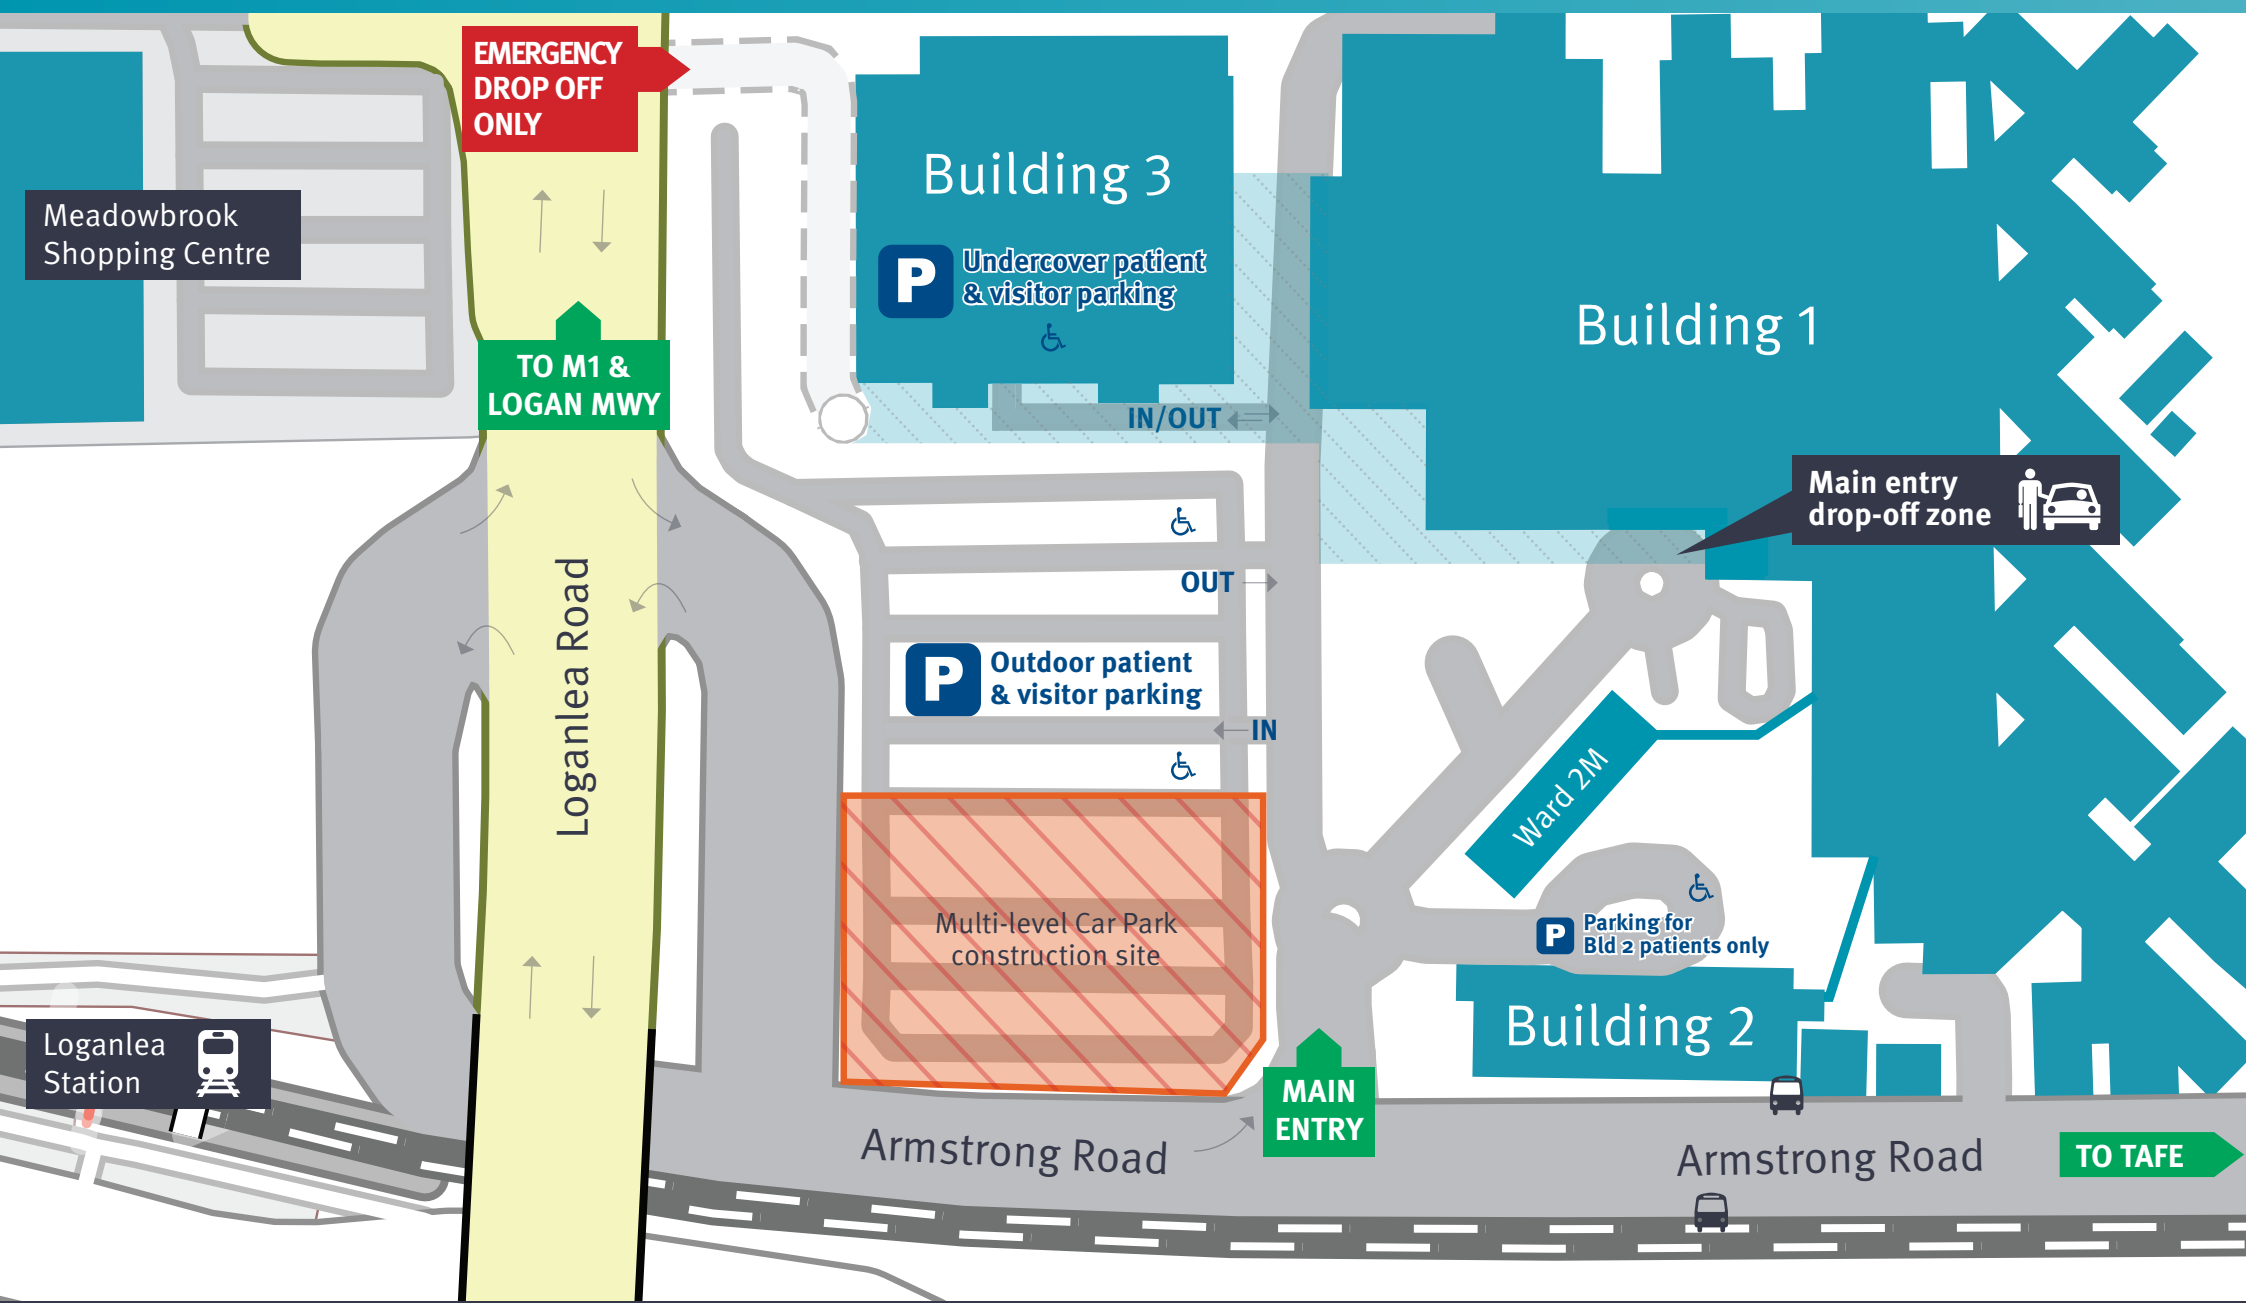 EMERGENCY
DROP OFF
ONLY
Building 3
Meadowbrook
Shopping Centre
P
Undercover patient
& visitor parking
Building 1
TO M1 &
LOGAN MWY
IN/OUT
Main entry
drop-off zone
OUT
Loganlea Road
P
Outdoor patient
& visitor parking
IN
Ward 2M
Multi-level Car Park
construction site
P
Parking for
Bld 2 patients only
Building 2
Loganlea
Station
MAIN
ENTRY
Armstrong Road
Armstrong Road
TO TAFE